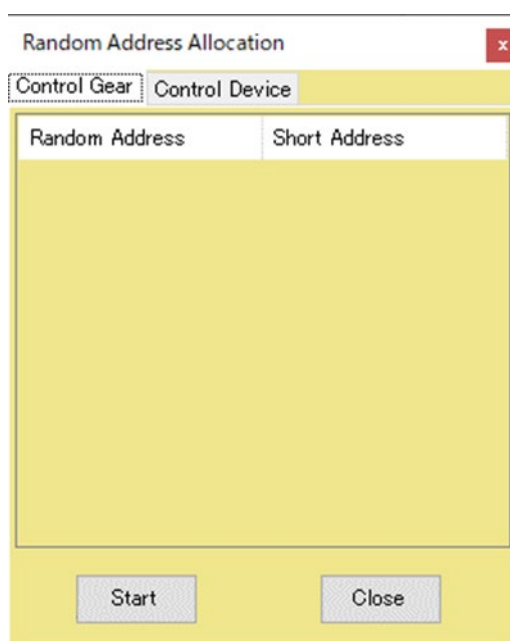 Random Address Allocation x
Control Gear Control Device
Random Address Short Address
Start Close